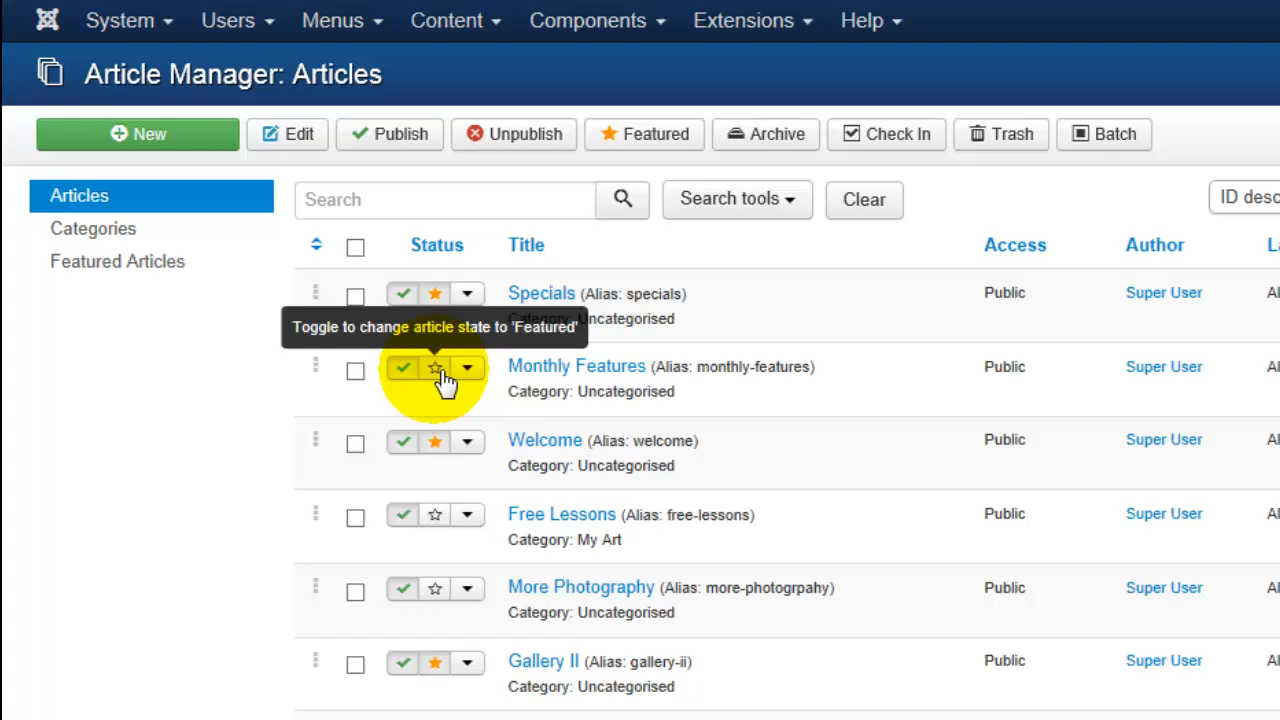 System Users Menus Content Components Extensions Help
Article Manager: Articles
New Edit Publish Unpublish Featured Archive Check In Trash Batch
Articles
Categories
Featured Articles
Search Search tools Clear ID desc
Status Title Access Author
Specials (Alias: specials) Public Super User
Uncategorised
Toggle to change article state to 'Featured'
Monthly Features (Alias: monthly-features) Public Super User
Category: Uncategorised
Welcome (Alias: welcome) Public Super User
Category: Uncategorised
Free Lessons (Alias: free-lessons) Public Super User
Category: My Art
More Photography (Alias: more-photogrpahy) Public Super User
Category: Uncategorised
Gallery II (Alias: gallery-ii) Public Super User
Category: Uncategorised